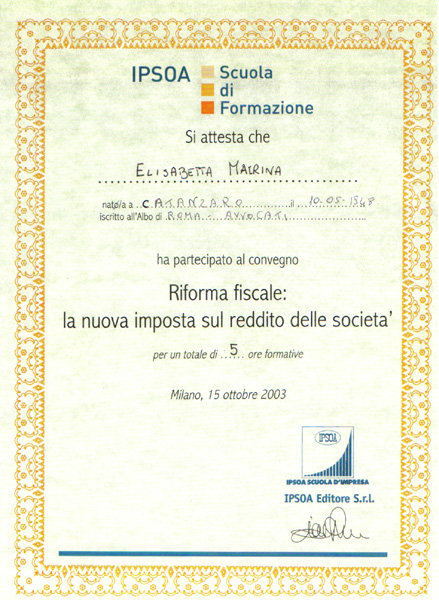 IPSOA Scuola
di
Formazione
Si attesta che
ELISABETTA MATRINA
nato/a a CATANZARO il 10-05-1948
iscritto all'Albo di ROMA - AVVOCATI
ha partecipato al convegno
Riforma fiscale:
la nuova imposta sul reddito delle societa'
per un totale di 5 ore formative
Milano, 15 ottobre 2003
IPSOA
IPSOA SCUOLA D'IMPRESA
IPSOA Editore S.r.l.